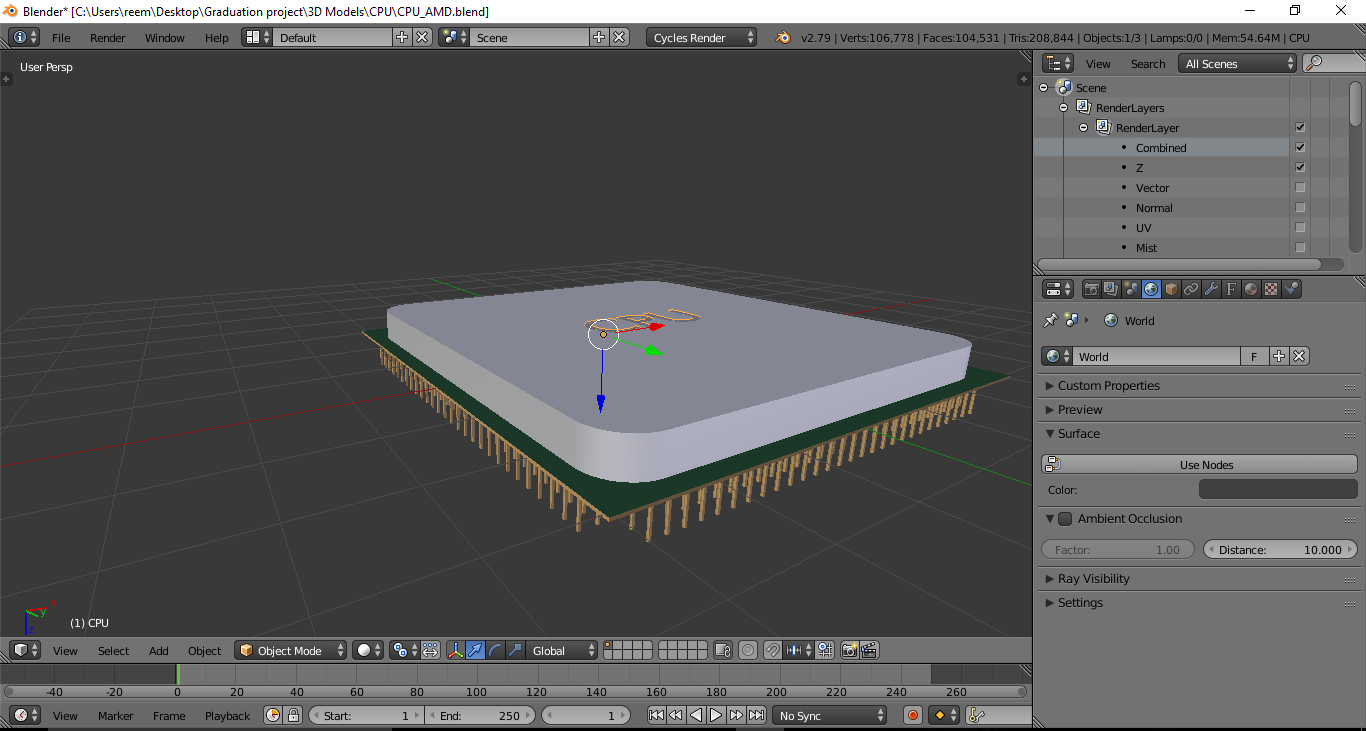 Blender* [C:\Users\reem\Desktop\Graduation project\3D Models\CPU\CPU_AMD.blend]
File Render Window Help Default Scene Cycles Render v2.79 | Verts:106,778 | Faces:104,531 | Tris:208,844 | Objects:1/3 | Lamps:0/0 | Mem:54.64M | CPU
User Persp
(1) CPU
x
y
z
View Select Add Object Object Mode Global
-40 -20 0 20 40 60 80 100 120 140 160 180 200 220 240 260
View Marker Frame Playback Start: 1 End: 250 1 No Sync
View Search All Scenes
Scene
RenderLayers
RenderLayer
Combined
Z
Vector
Normal
UV
Mist
World
World F
Custom Properties
Preview
Surface
Use Nodes
Color:
Ambient Occlusion
Factor: 1.00 Distance: 10.000
Ray Visibility
Settings